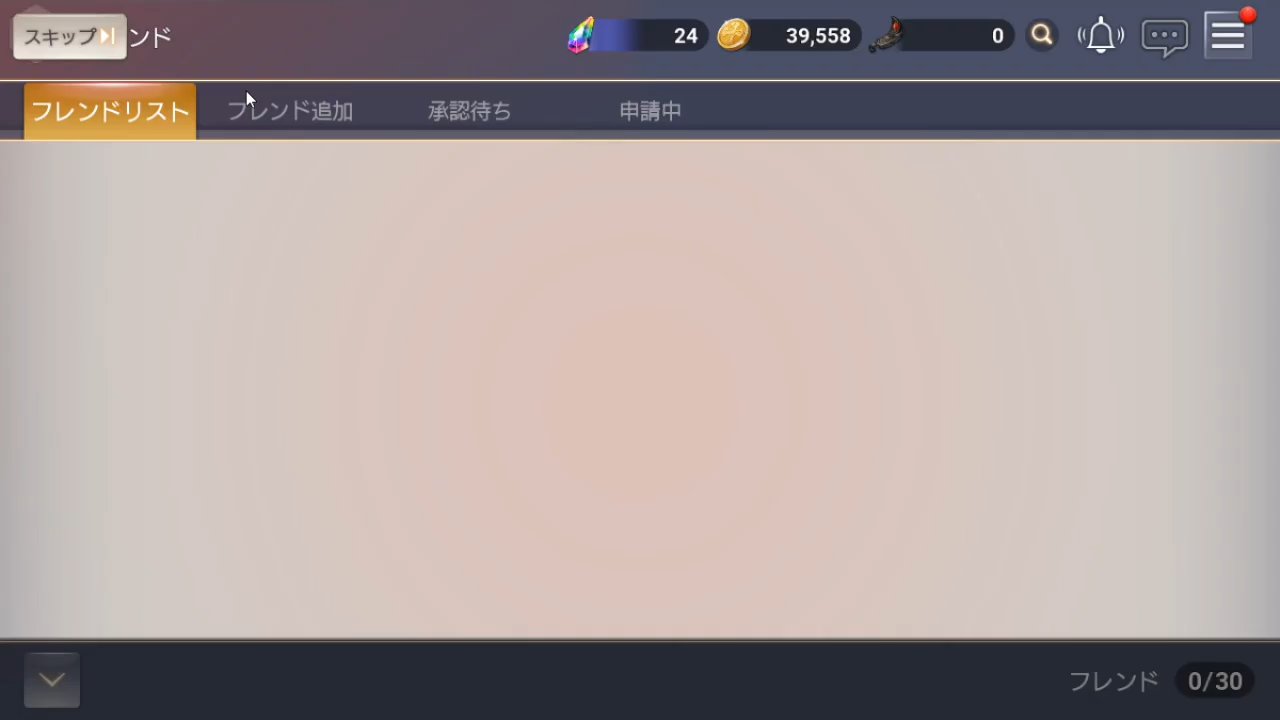 スキップ
ンド
24
39,558
0
フレンドリスト
フレンド追加
承認待ち
申請中
フレンド
0/30